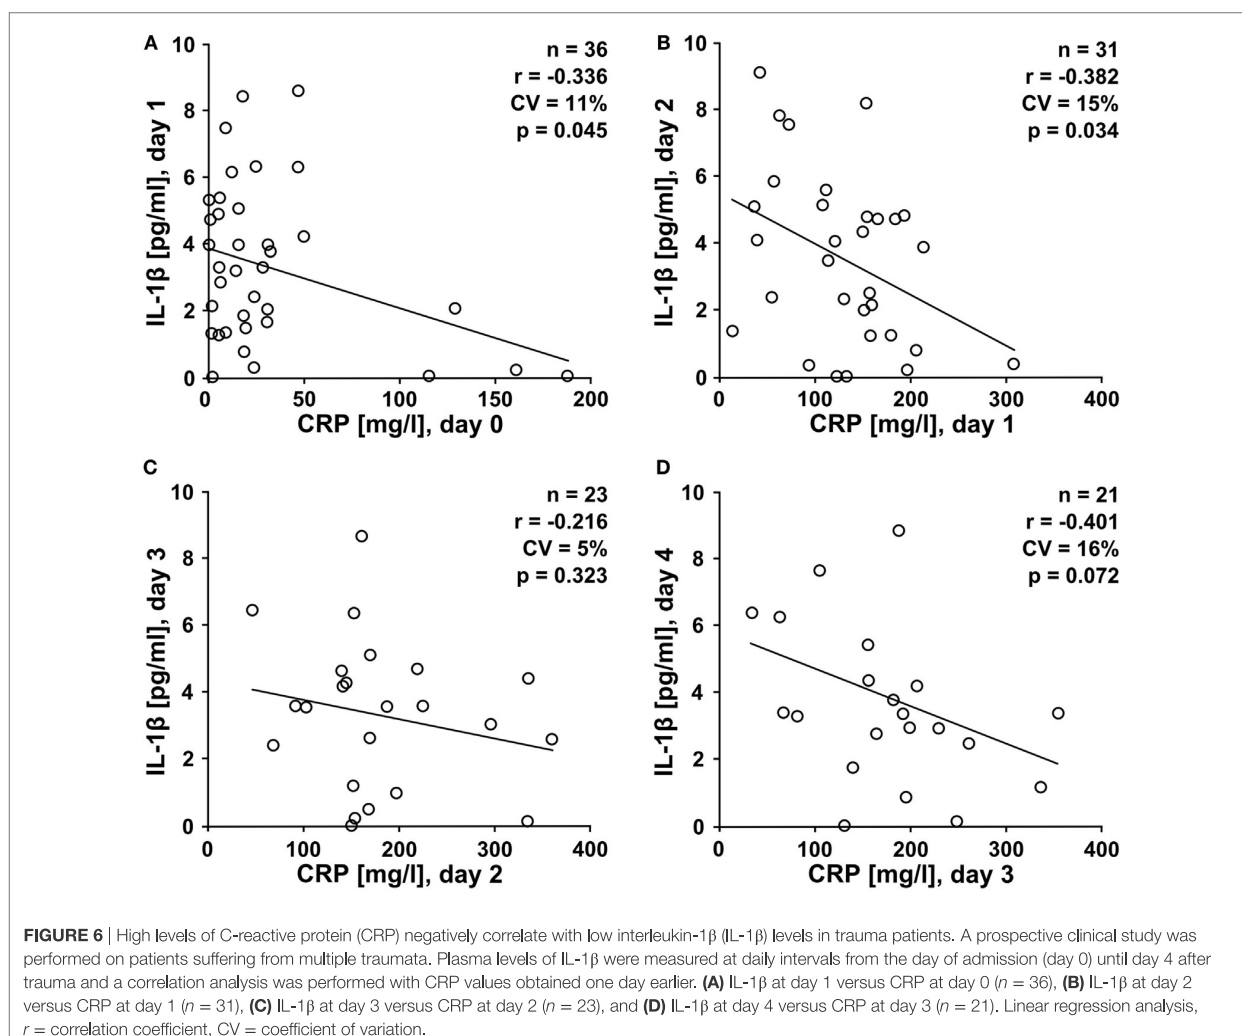 A
n = 36
r = -0.336
CV = 11%
p = 0.045
IL-1β [pg/ml], day 1
10
8
6
4
2
0
0 50 100 150 200
CRP [mg/l], day 0
B
n = 31
r = -0.382
CV = 15%
p = 0.034
IL-1β [pg/ml], day 2
10
8
6
4
2
0
0 100 200 300 400
CRP [mg/l], day 1
C
n = 23
r = -0.216
CV = 5%
p = 0.323
IL-1β [pg/ml], day 3
10
8
6
4
2
0
0 100 200 300 400
CRP [mg/l], day 2
D
n = 21
r = -0.401
CV = 16%
p = 0.072
IL-1β [pg/ml], day 4
10
8
6
4
2
0
0 100 200 300 400
CRP [mg/l], day 3
FIGURE 6 | High levels of C-reactive protein (CRP) negatively correlate with low interleukin-1β (IL-1β) levels in trauma patients. A prospective clinical study was
performed on patients suffering from multiple traumata. Plasma levels of IL-1β were measured at daily intervals from the day of admission (day 0) until day 4 after
trauma and a correlation analysis was performed with CRP values obtained one day earlier. (A) IL-1β at day 1 versus CRP at day 0 (n = 36), (B) IL-1β at day 2
versus CRP at day 1 (n = 31), (C) IL-1β at day 3 versus CRP at day 2 (n = 23), and (D) IL-1β at day 4 versus CRP at day 3 (n = 21). Linear regression analysis,
r = correlation coefficient, CV = coefficient of variation.